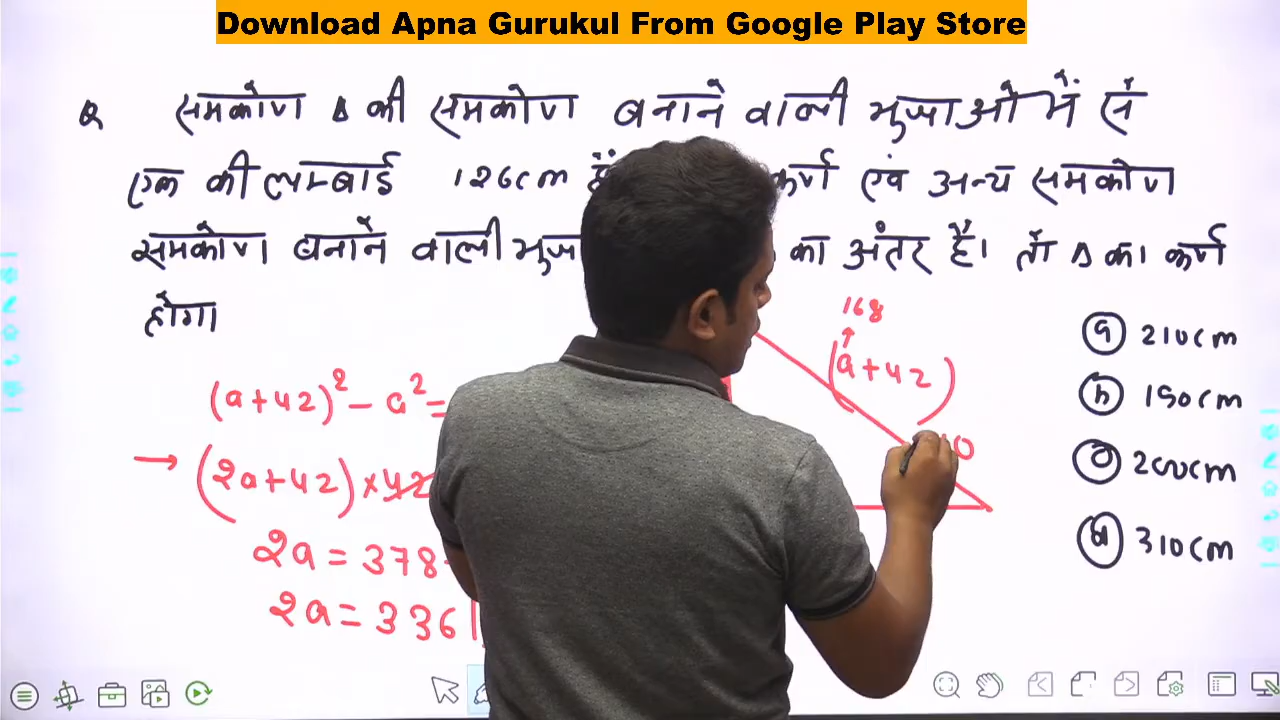 Download Apna Gurukul From Google Play Store
Q समकोण Δ की समकोण बनाने वाली भुजाओ में से
एक की लम्बाई 126cm कर्ण एवं अन्य समकोण
समकोण बनाने वाली का अंतर है। तो Δ का कर्ण
होगा
168
(a+42)
(a+42)² - a² =
→ (2a+42) × 42
2a = 378
2a = 336
ⓐ 210cm
ⓑ 190cm
ⓒ 200cm
ⓓ 310cm